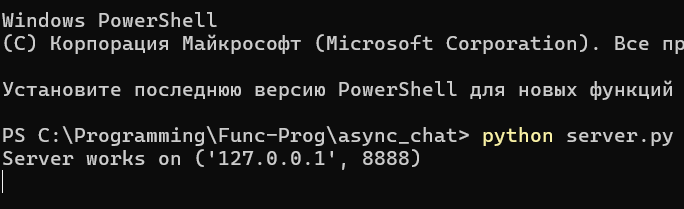 Windows PowerShell
(C) Корпорация Майкрософт (Microsoft Corporation). Все
Установите последнюю версию PowerShell для новых функций
PS C:\Programming\Func-Prog\async_chat> python server.py
Server works on ('127.0.0.1', 8888)